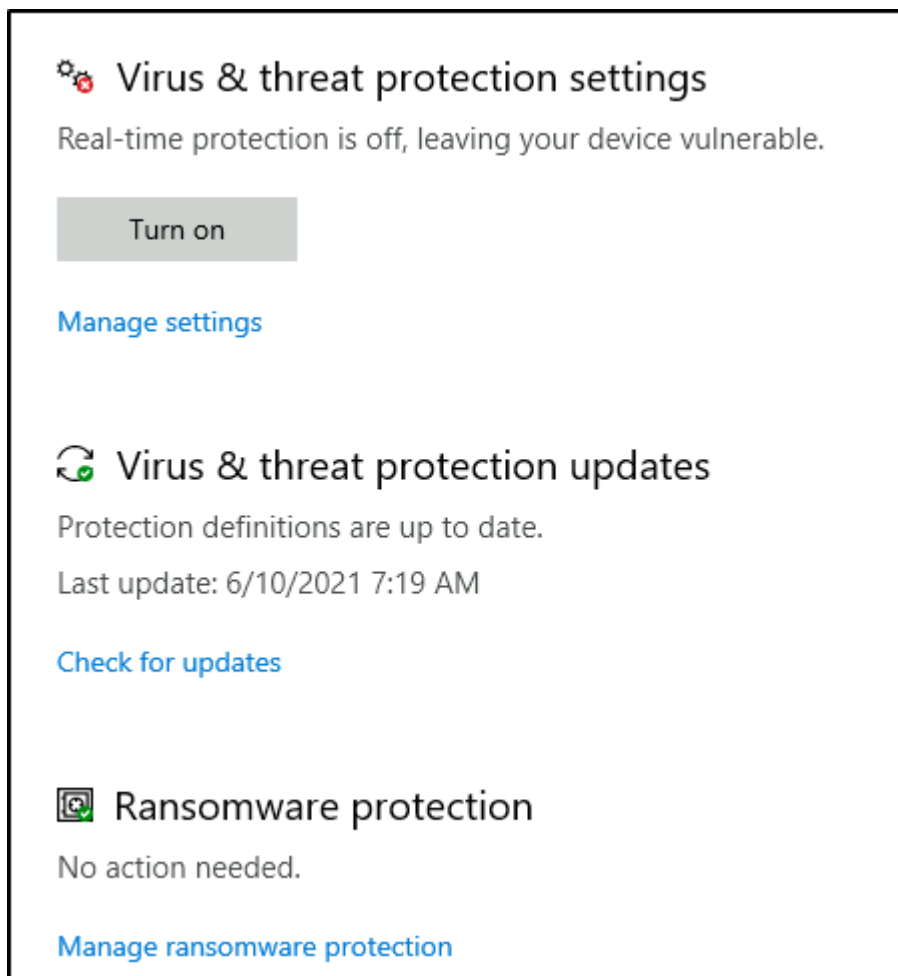 Virus & threat protection settings
Real-time protection is off, leaving your device vulnerable.
Turn on
Manage settings
Virus & threat protection updates
Protection definitions are up to date.
Last update: 6/10/2021 7:19 AM
Check for updates
Ransomware protection
No action needed.
Manage ransomware protection